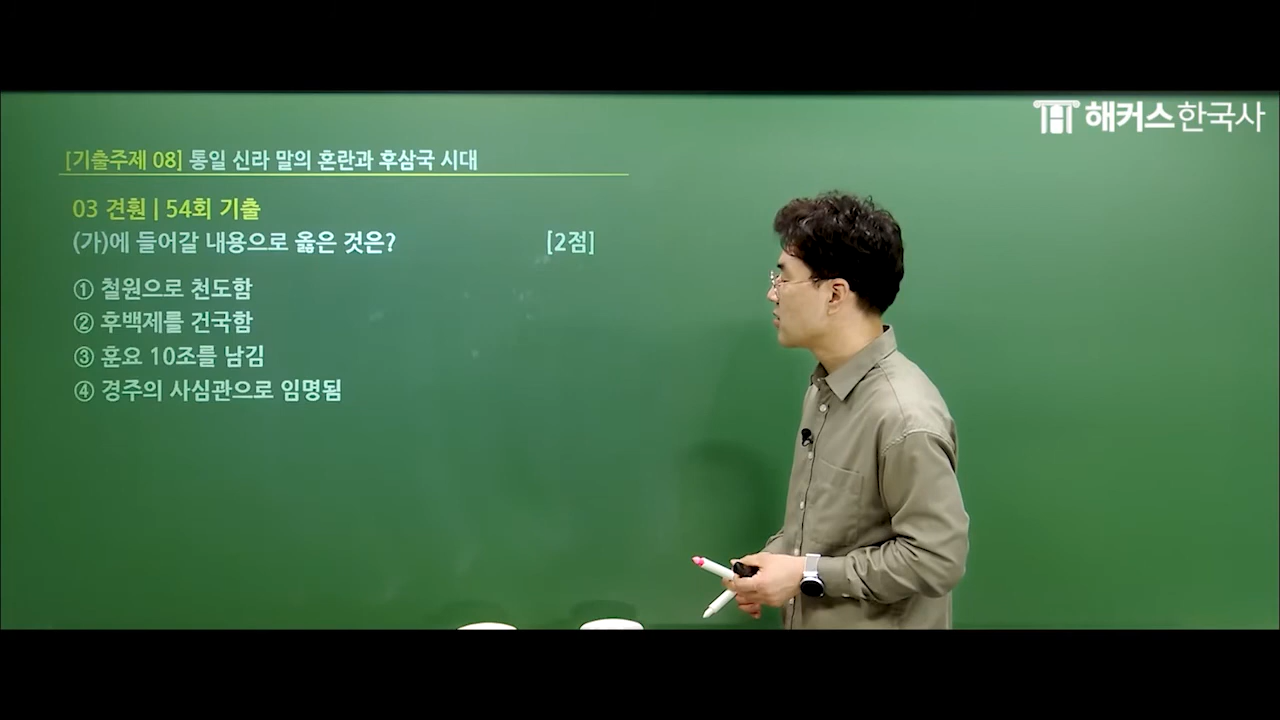 해커스한국사
[기출주제 08] 통일 신라 말의 혼란과 후삼국 시대
03 견훤 | 54회 기출
(가)에 들어갈 내용으로 옳은 것은? [2점]
① 철원으로 천도함
② 후백제를 건국함
③ 훈요 10조를 남김
④ 경주의 사심관으로 임명됨